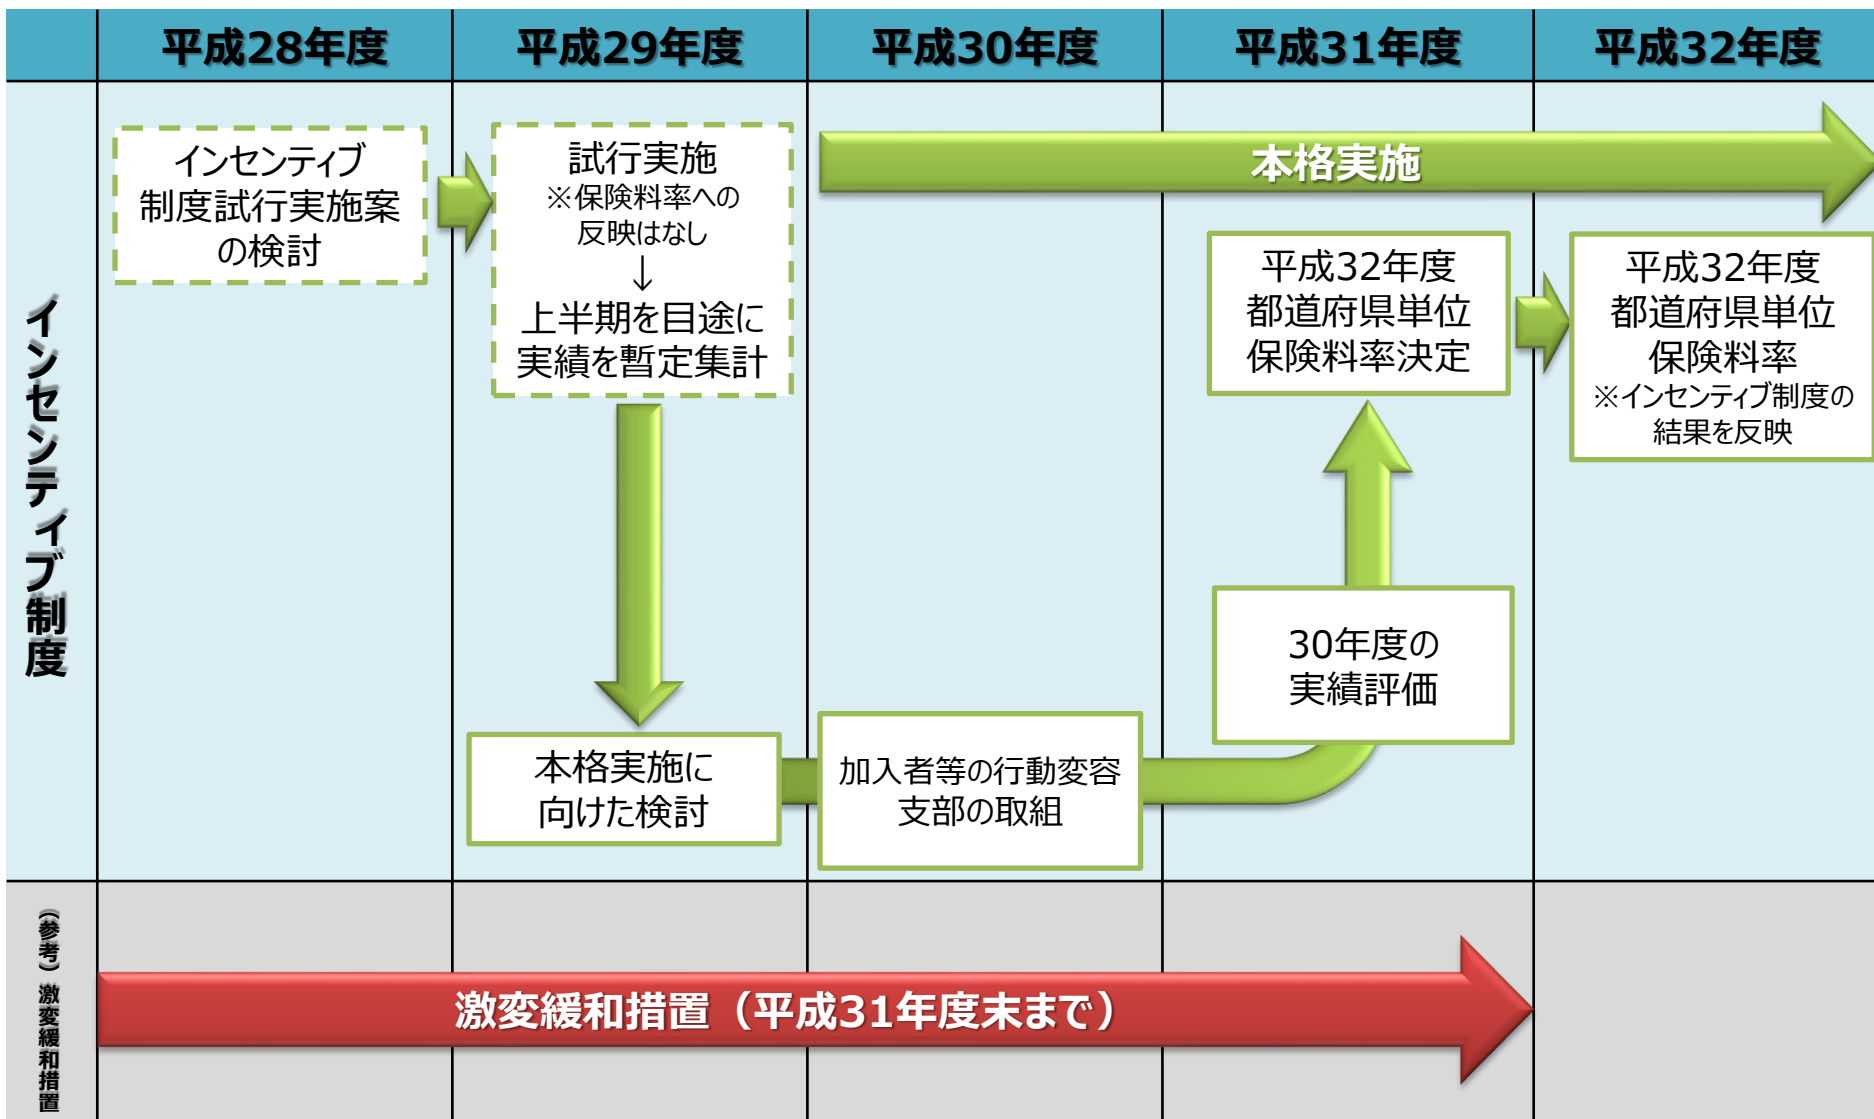 平成28年度
平成29年度
平成30年度
平成31年度
平成32年度
インセンティブ制度
インセンティブ
制度試行実施案
の検討
試行実施
※保険料率への
反映はなし
↓
上半期を目途に
実績を暫定集計
本格実施に
向けた検討
本格実施
加入者等の行動変容
支部の取組
30年度の
実績評価
平成32年度
都道府県単位
保険料率決定
平成32年度
都道府県単位
保険料率
※インセンティブ制度の
結果を反映
（参考）激変緩和措置
激変緩和措置（平成31年度末まで）